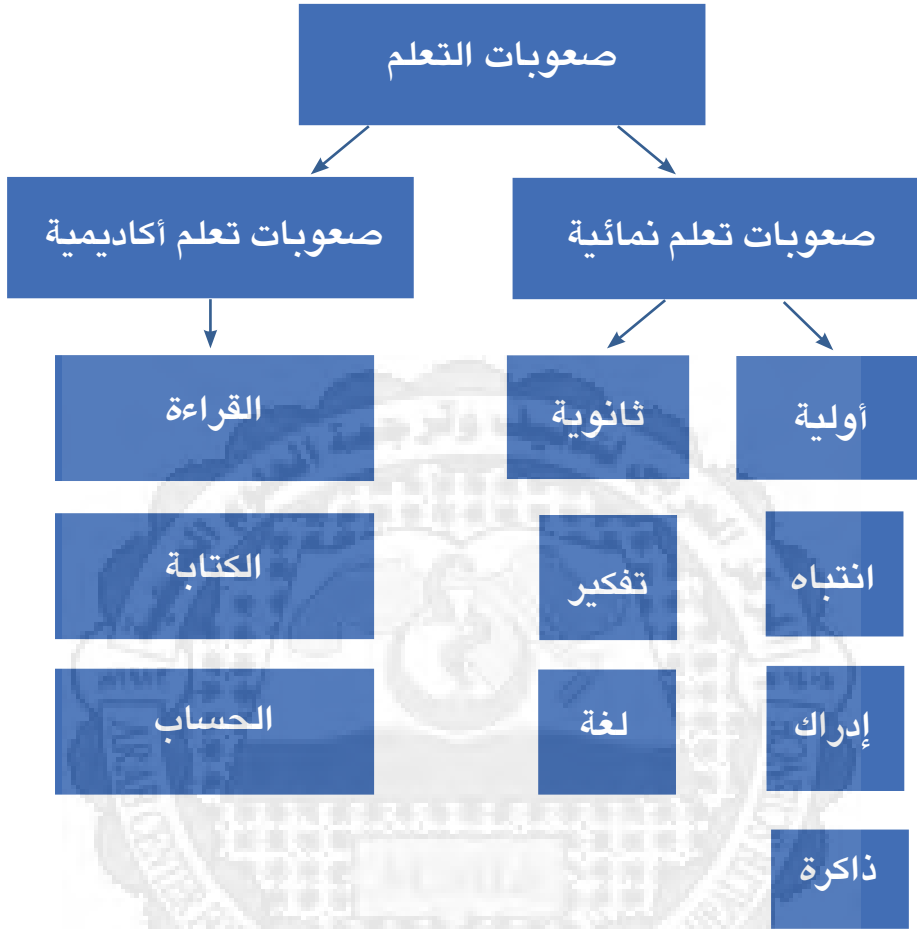 صعوبات التعلم
صعوبات تعلم نمائية
صعوبات تعلم أكاديمية
أولية
ثانوية
القراءة
انتباه
تفكير
الكتابة
إدراك
لغة
الحساب
ذاكرة